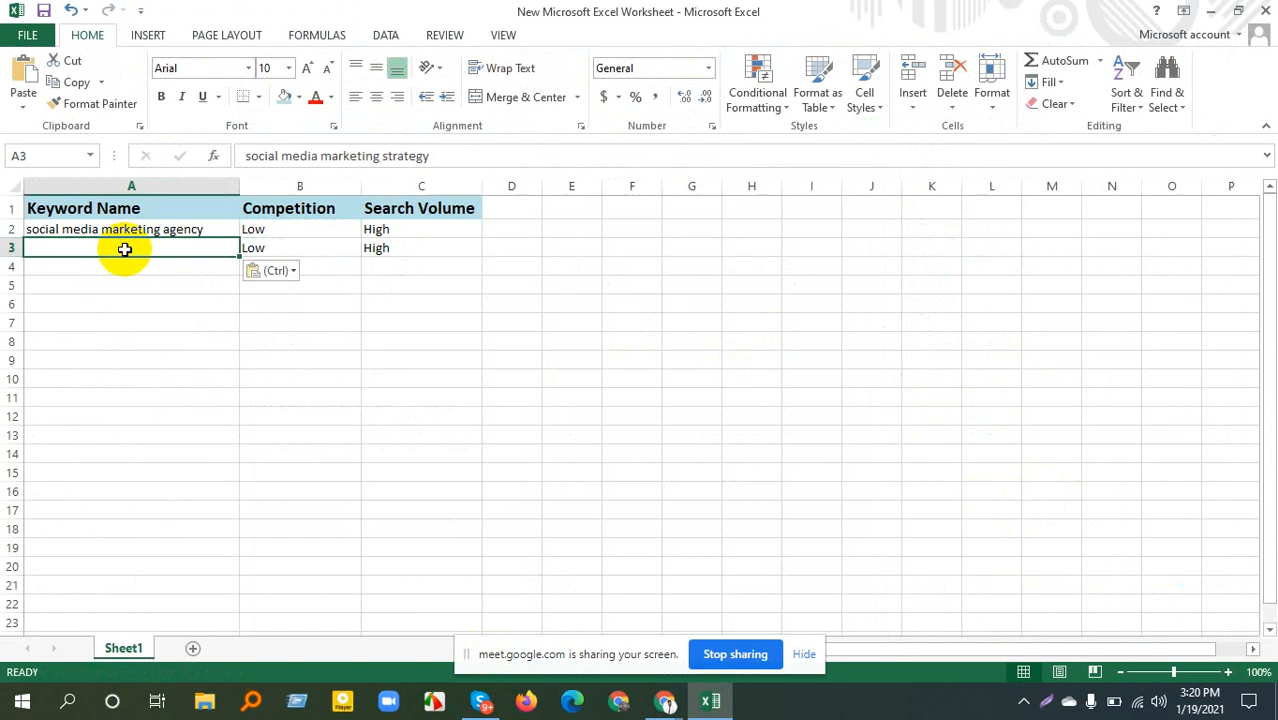 New Microsoft Excel Worksheet - Microsoft Excel
?
FILE HOME INSERT PAGE LAYOUT FORMULAS DATA REVIEW VIEW Microsoft account
Paste
Cut
Copy
Format Painter
Clipboard
Arial 10
B I U
Font
Wrap Text
Merge & Center
Alignment
General
$ % ,
Number
Conditional Formatting
Format as Table
Cell Styles
Styles
Insert Delete Format
Cells
AutoSum
Fill
Clear
Sort & Filter
Find & Select
Editing
A3 fx social media marketing strategy
A B C D E F G H I J K L M N O P
1 Keyword Name Competition Search Volume
2 social media marketing agency Low High
3 Low High
4 (Ctrl)
5
6
7
8
9
10
11
12
13
14
15
16
17
18
19
20
21
22
23
Sheet1
meet.google.com is sharing your screen. Stop sharing Hide
READY 100%
Player
9+
3:20 PM
1/19/2021